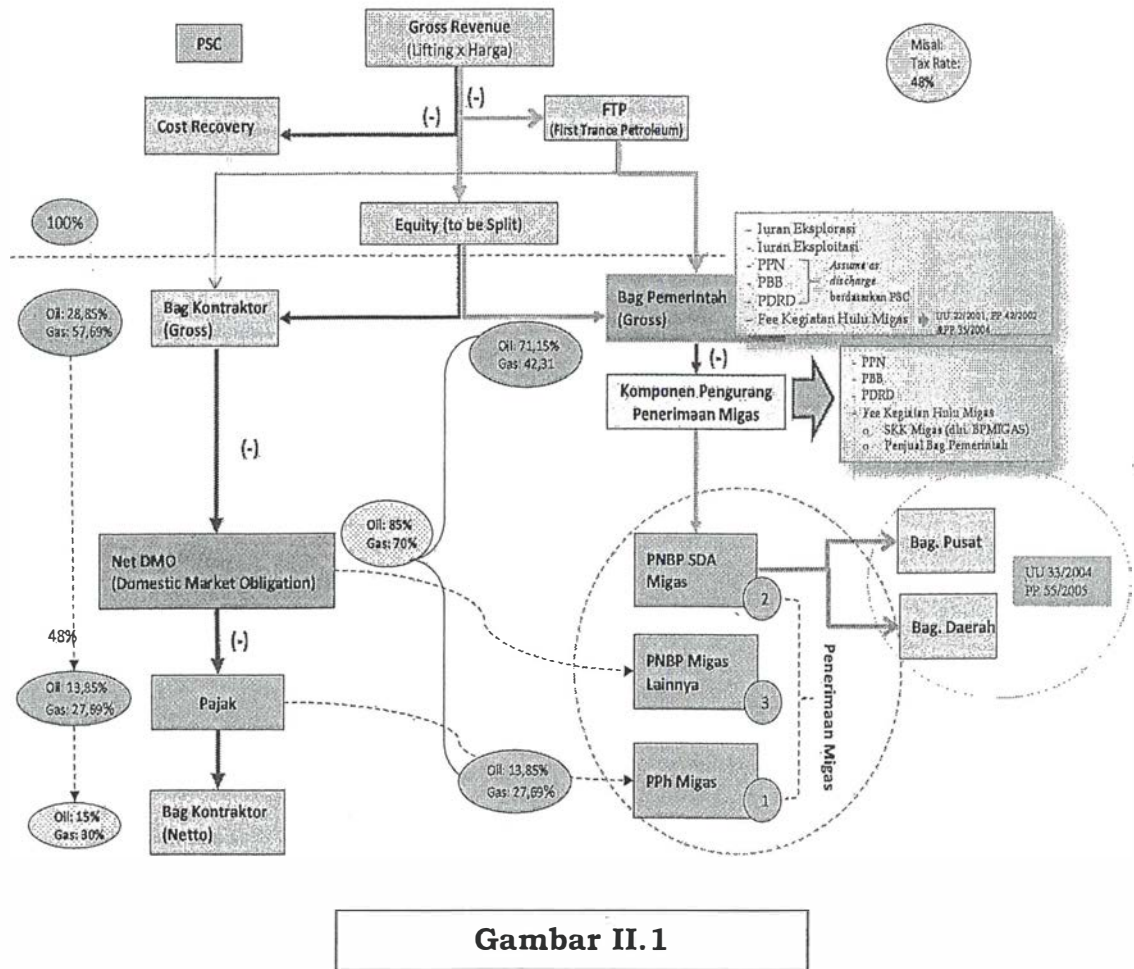 PSC
Gross Revenue
(Lifting x Harga)
Misal:
Tax Rate:
48%
(-)
(-)
Cost Recovery
FTP
(First Trance Petroleum)
100%
Equity (to be Split)
- Iuran Eksplorasi
- Iuran Eksploitasi
- PPN
- PBB
- PDRD
Assume as
discharge
berdasarkan PSC
- Fee Kegiatan Hulu Migas
UU 22/2001, PP 42/2002
&PP 35/2004
Oil: 28,85%
Gas: 57,69%
Bag Kontraktor
(Gross)
Bag Pemerintah
(Gross)
Oil: 71,15%
Gas: 42,31
(-)
Komponen Pengurang
Penerimaan Migas
- PPN
- PBB
- PDRD
- Fee Kegiatan Hulu Migas
o SKK Migas (dhi. BPMIGAS)
o Penjual Bag Pemerintah
(-)
Oil: 85%
Gas: 70%
Net DMO
(Domestic Market Obligation)
PNBP SDA
Migas
2
Bag. Pusat
UU 33/2004
PP. 55/2005
Bag. Daerah
48%
(-)
Oil: 13,85%
Gas: 27,69%
Pajak
PNBP Migas
Lainnya
3
Penerimaan Migas
Oil: 13,85%
Gas: 27,69%
PPh Migas
1
Oil: 15%
Gas: 30%
Bag Kontraktor
(Netto)
Gambar II.1